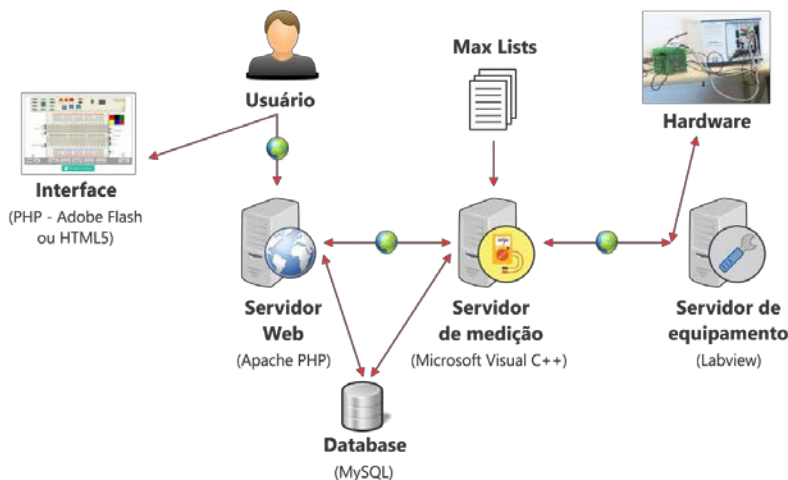 Usuário
Max Lists
Hardware
Interface
(PHP - Adobe Flash
ou HTML5)
Servidor
Web
(Apache PHP)
Servidor
de medição
(Microsoft Visual C++)
Servidor de
equipamento
(Labview)
Database
(MySQL)